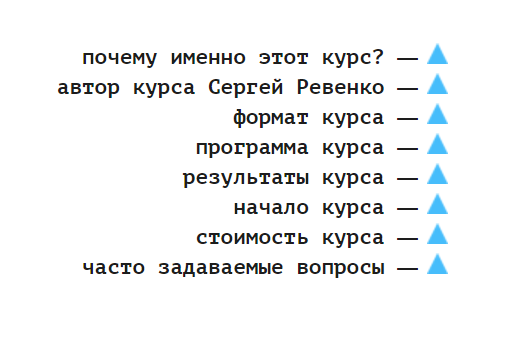 почему именно этот курс? —
автор курса Сергей Ревенко —
формат курса —
программа курса —
результаты курса —
начало курса —
стоимость курса —
часто задаваемые вопросы —